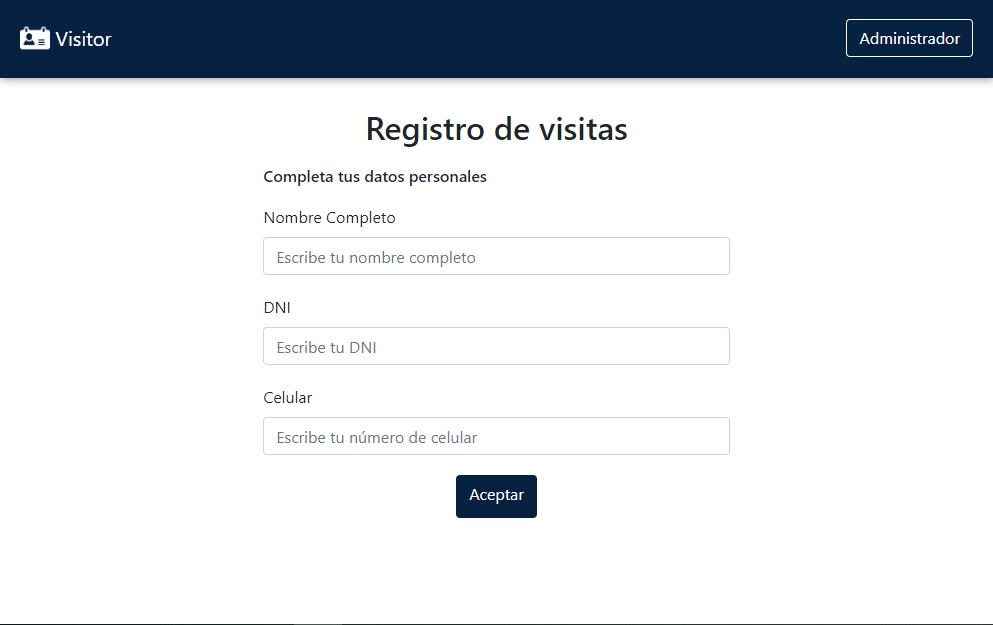 Visitor
Administrador
Registro de visitas
Completa tus datos personales
Nombre Completo
Escribe tu nombre completo
DNI
Escribe tu DNI
Celular
Escribe tu número de celular
Aceptar